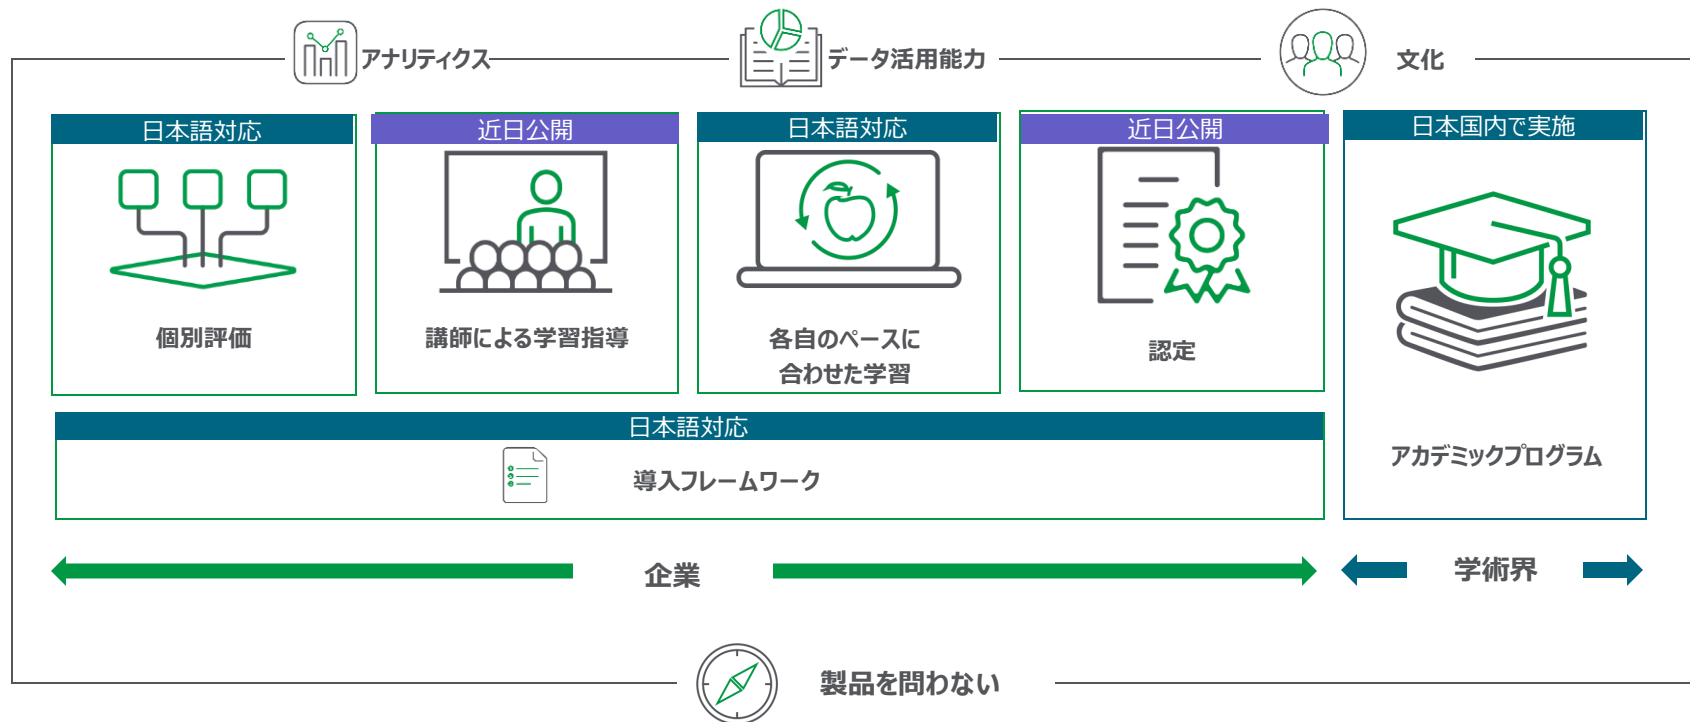 アナリティクス
データ活用能力
文化
日本語対応
近日公開
日本語対応
近日公開
日本国内で実施
個別評価
講師による学習指導
各自のペースに
合わせた学習
認定
アカデミックプログラム
日本語対応
導入フレームワーク
企業
学術界
製品を問わない